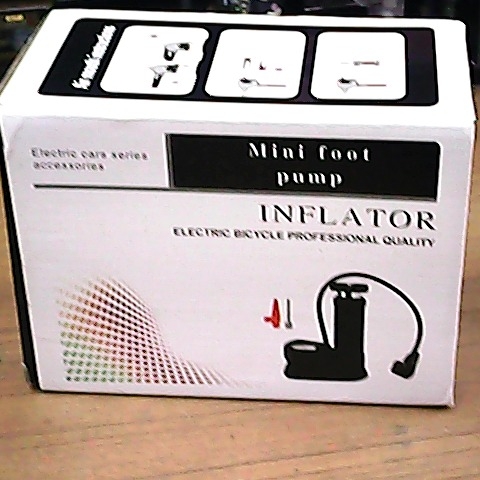 Electric cars series
accessories
Mini foot
pump
INFLATOR
ELECTRIC BICYCLE PROFESSIONAL QUALITY